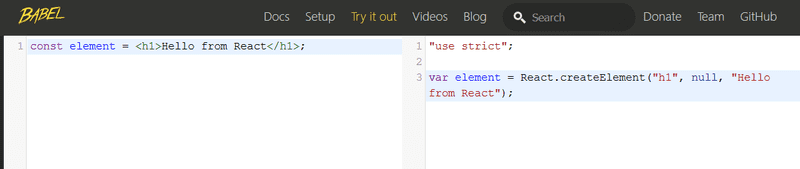 BABEL Docs Setup Try it out Videos Blog Search Donate Team GitHub
1 const element = <h1>Hello from React</h1>;
1 "use strict";
2
3 var element = React.createElement("h1", null, "Hello
from React");